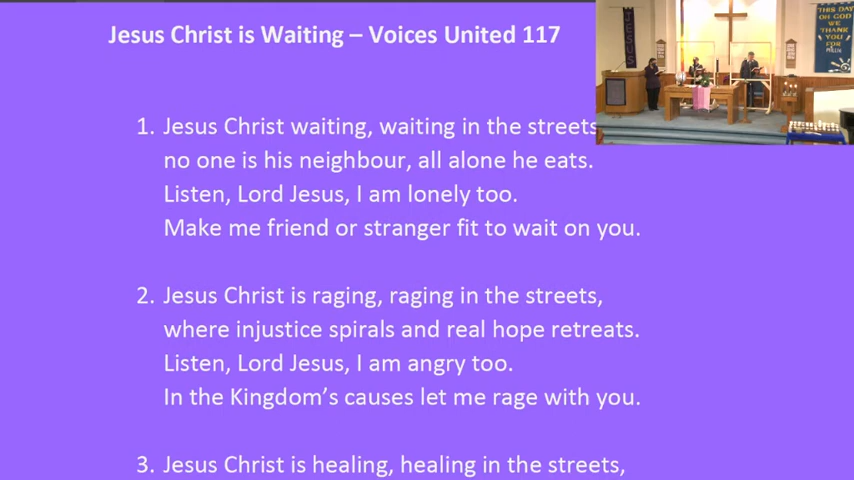 Jesus Christ is Waiting – Voices United 117
1. Jesus Christ waiting, waiting in the streets
no one is his neighbour, all alone he eats.
Listen, Lord Jesus, I am lonely too.
Make me friend or stranger fit to wait on you.
2. Jesus Christ is raging, raging in the streets,
where injustice spirals and real hope retreats.
Listen, Lord Jesus, I am angry too.
In the Kingdom's causes let me rage with you.
3. Jesus Christ is healing, healing in the streets,
JESUS
THIS DAY
OH GOD
WE
THANK
YOU
FOR